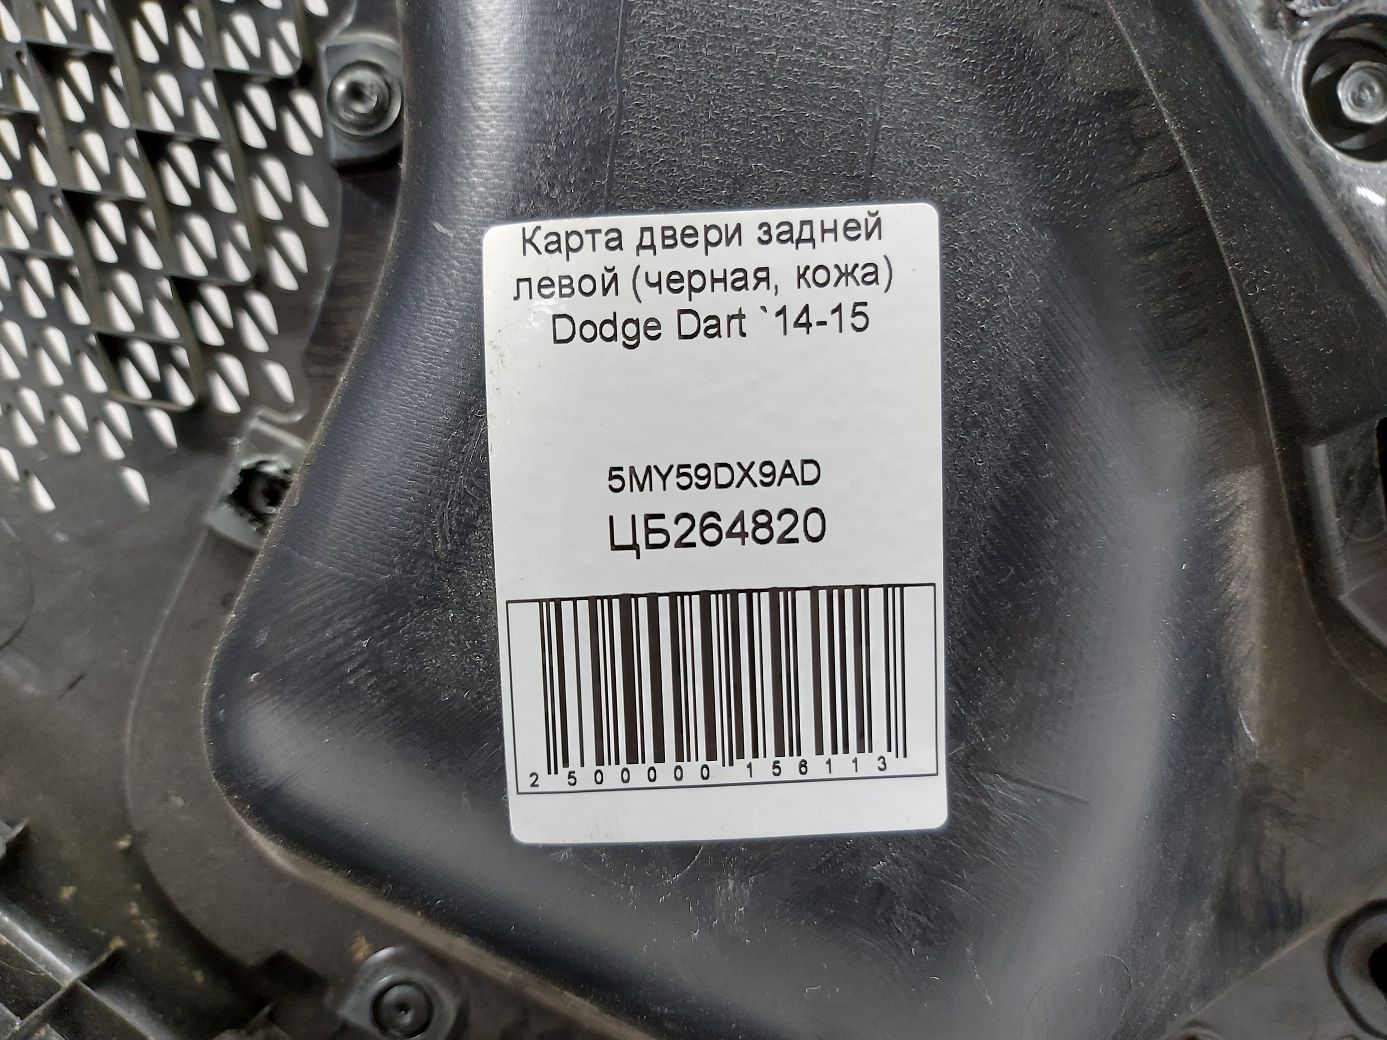 Карта двери задней
левой (черная, кожа)
Dodge Dart `14-15
5MY59DX9AD
ЦБ264820
2 500000 156113